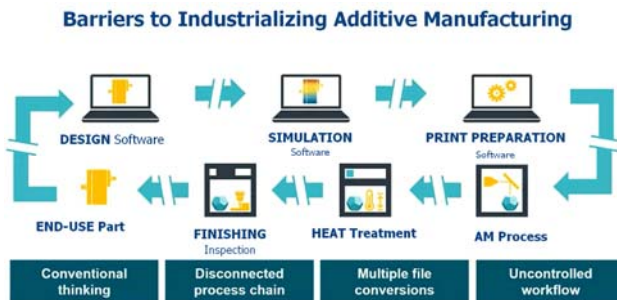 Barriers to Industrializing Additive Manufacturing
DESIGN Software
SIMULATION
Software
PRINT PREPARATION
Software
END-USE Part
FINISHING
Inspection
HEAT Treatment
AM Process
Conventional
thinking
Disconnected
process chain
Multiple file
conversions
Uncontrolled
workflow